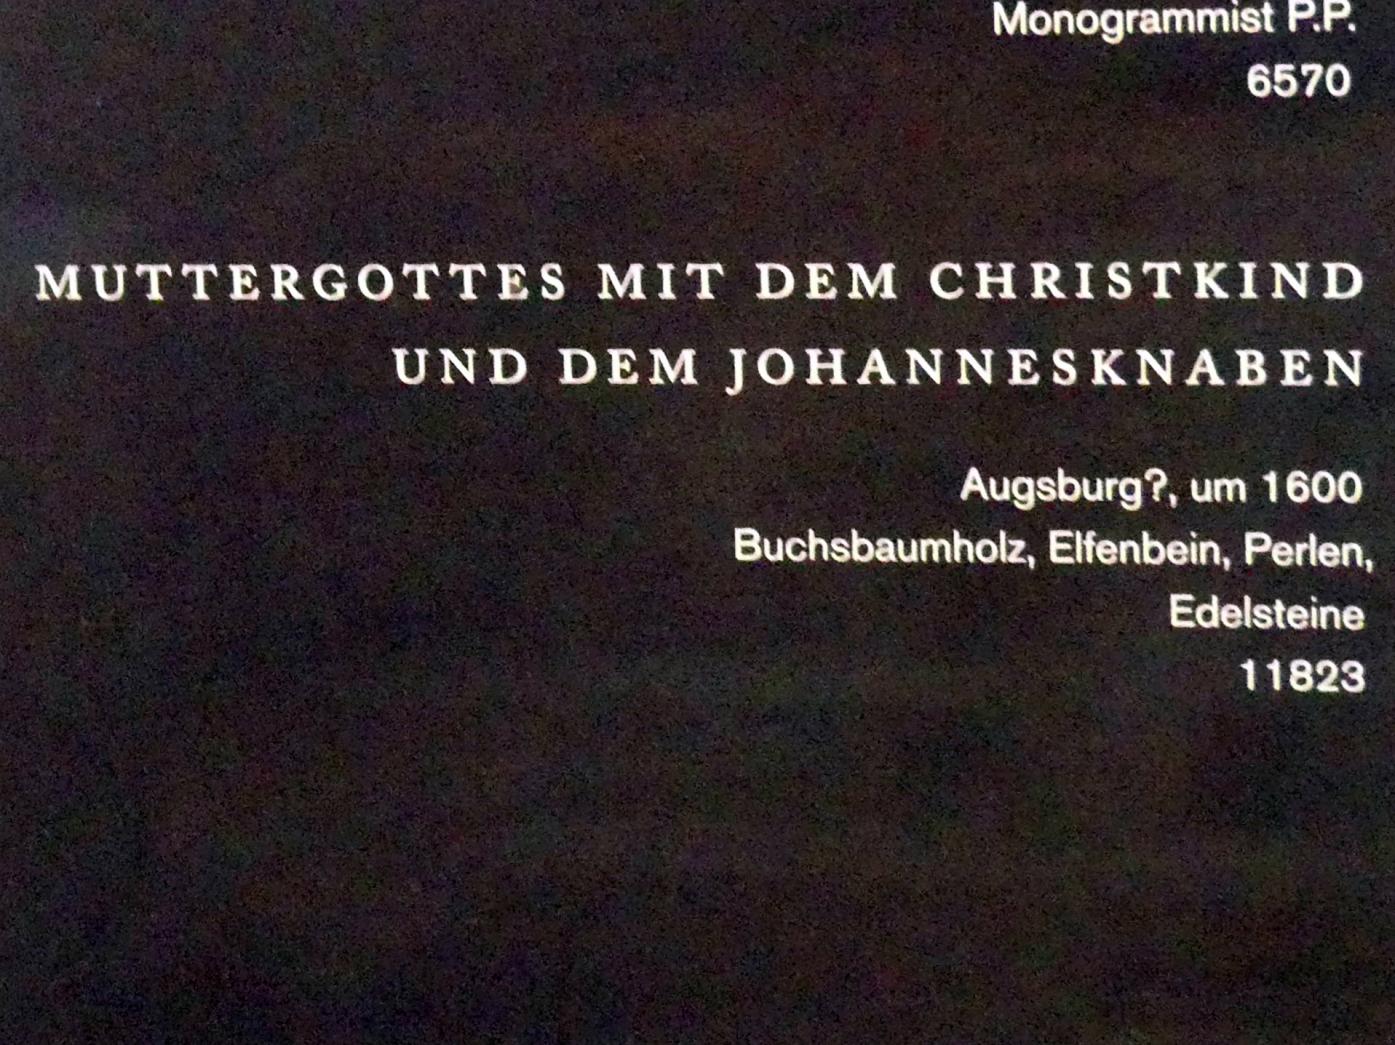 Monogrammist P.P.
6570
MUTTERGOTTES MIT DEM CHRISTKIND
UND DEM JOHANNESKNABEN
Augsburg?, um 1600
Buchsbaumholz, Elfenbein, Perlen,
Edelsteine
11823